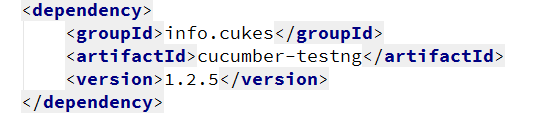 <dependency>
<groupId>info.cukes</groupId>
<artifactId>cucumber-testng</artifactId>
<version>1.2.5</version>
</dependency>